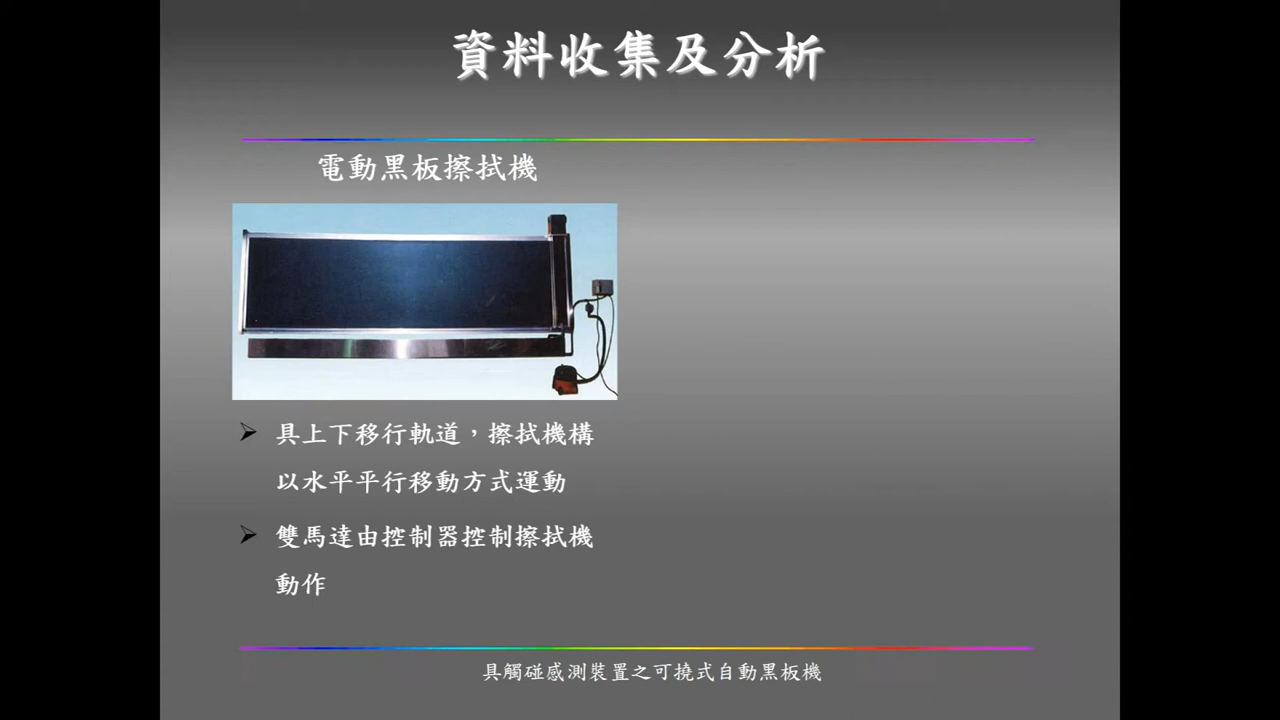 資料收集及分析
電動黑板擦拭機
具上下移行軌道，擦拭機構
以水平平行移動方式運動
雙馬達由控制器控制擦拭機
動作
具觸碰感測裝置之可撓式自動黑板機